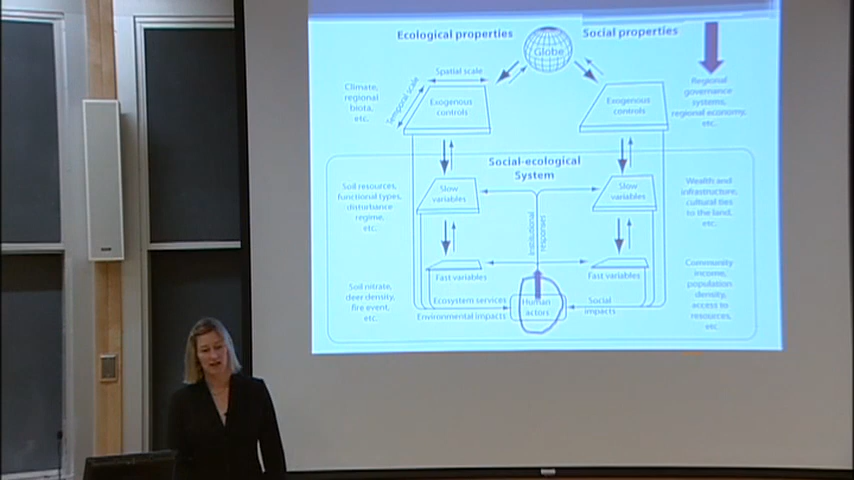 Ecological properties
Social properties
Globe
Spatial scale
Temporal scale
Climate,
regional
biota,
etc.
Exogenous
controls
Exogenous
controls
Regional
governance
systems,
regional economy,
etc.
Social-ecological
System
Soil resources,
functional types,
disturbance
regime,
etc.
Slow
variables
Slow
variables
Wealth and
infrastructure,
cultural ties
to the land,
etc.
Institutional
responses
Fast variables
Fast variables
Soil nitrate,
deer density,
fire event,
etc.
Ecosystem services
Environmental impacts
Human
actors
Social
impacts
Community
income,
population
density,
access to
resources,
etc.